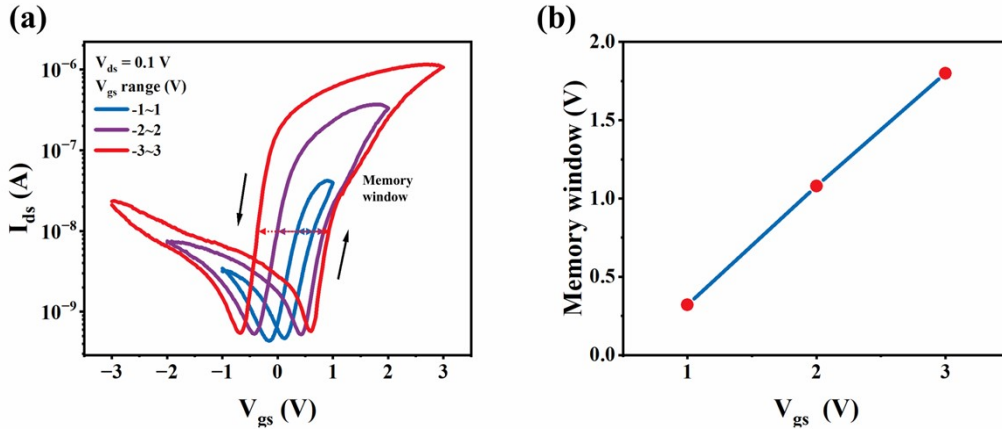 (a)
V_ds = 0.1 V
V_gs range (V)
-1~1
-2~2
-3~3
Memory
window
10⁻⁶
10⁻⁷
10⁻⁸
10⁻⁹
I_ds (A)
−3 −2 −1 0 1 2 3
V_gs (V)
(b)
2.0
1.5
1.0
0.5
0.0
Memory window (V)
1 2 3
V_gs (V)